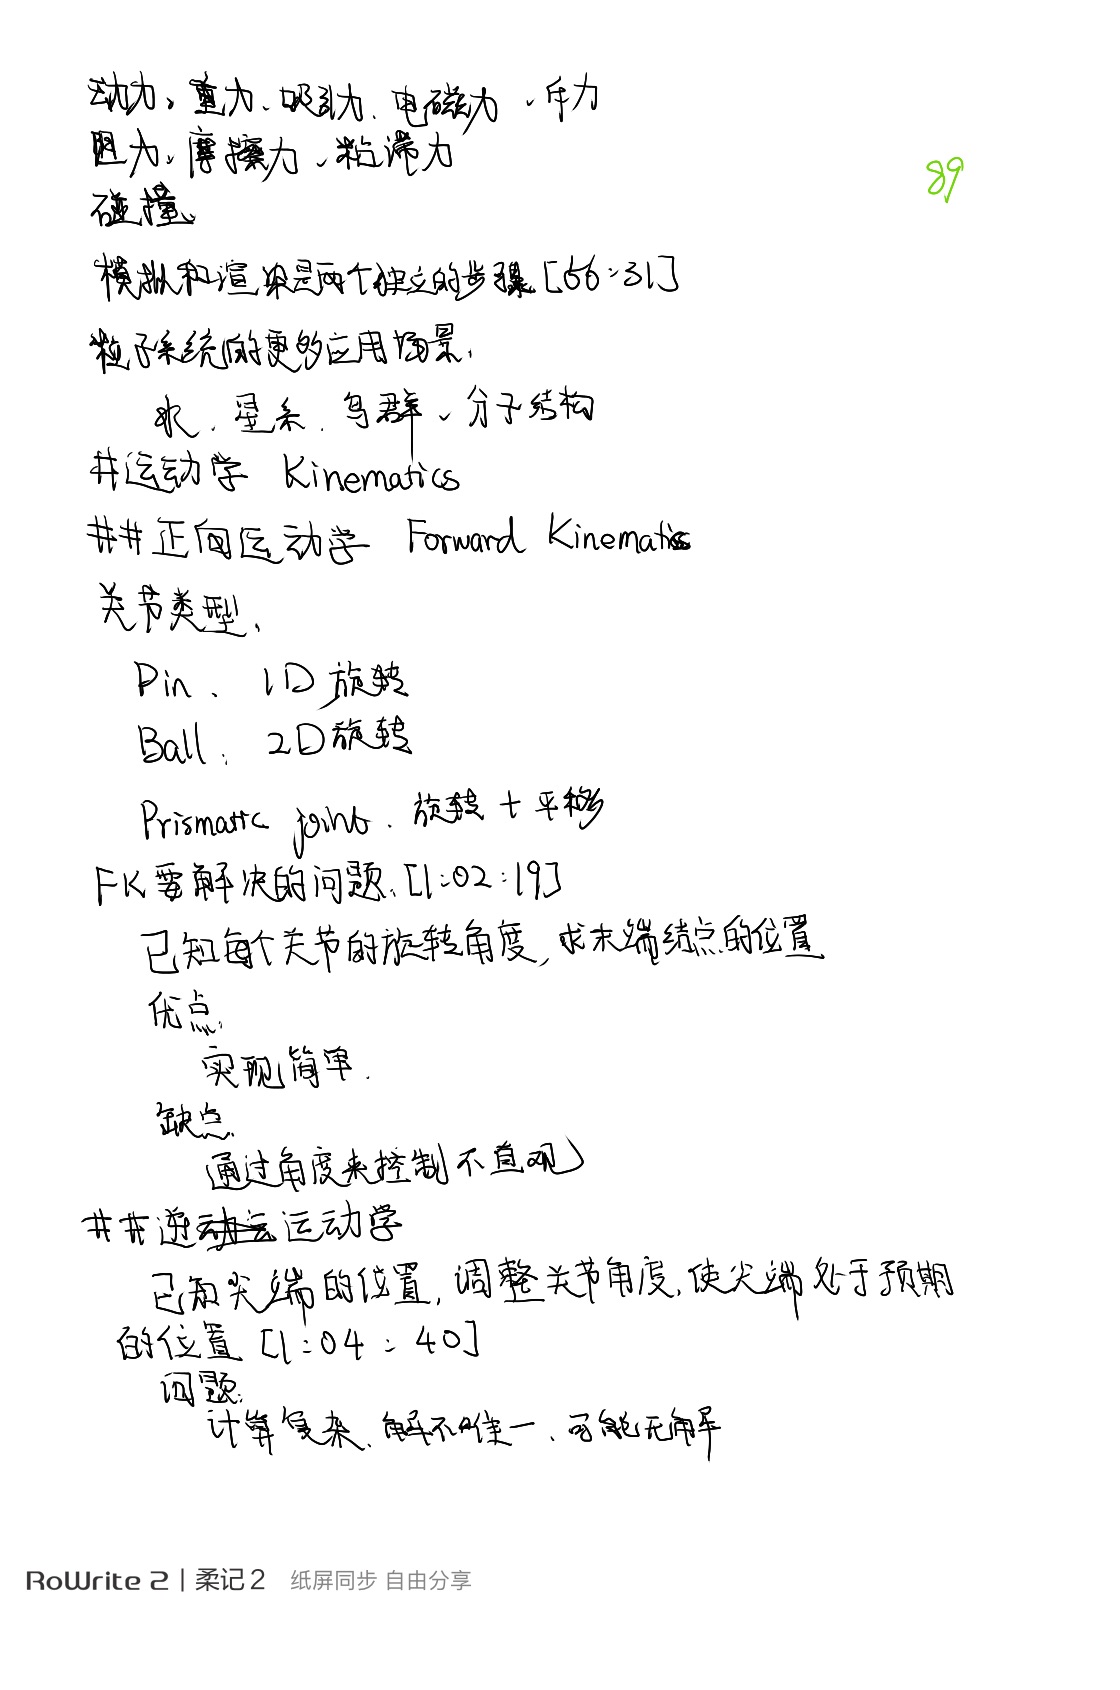 动力、重力、吸引力、电磁力、斥力
阻力、摩擦力、粘滞力
碰撞、
89
模拟和渲染是两个独立的步骤[56:31]
粒子系统的更多应用场景、
水、星系、鸟群、分子结构
#运动学 Kinematics
##正向运动学 Forward Kinematics
关节类型、
Pin、1D旋转
Ball、2D旋转
Prismatic joint、旋转+平移
FK要解决的问题、[1:02:19]
已知每个关节的旋转角度,求末端结点的位置
优点、
实现简单.
缺点、
通过角度来控制不直观
##逆运动学
已知尖端的位置,调整关节角度,使尖端处于预期
的位置[1:04:40]
问题、
计算复杂、解不唯一、可能无解
RoWrite 2 | 柔记2 纸屏同步 自由分享